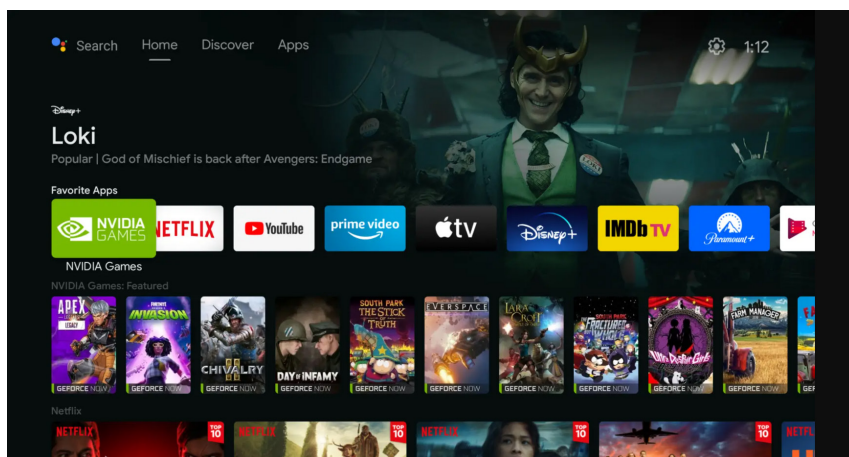 Search Home Discover Apps 1:12
Disney+
Loki
Popular | God of Mischief is back after Avengers: Endgame
Favorite Apps
NVIDIA GAMES NETFLIX YouTube prime video tv Disney+ IMDb TV Paramount+
NVIDIA Games
NVIDIA Games: Featured
APEX LEGENDS LEGACY
FORTNITE INVASION
CHIVALRY II
DAY of INFAMY
SOUTH PARK THE STICK OF TRUTH
EVERSPACE
LARA CROFT
SOUTH PARK THE FRACTURED BUT WHOLE
FARM MANAGER
GEFORCE NOW GEFORCE NOW GEFORCE NOW GEFORCE NOW GEFORCE NOW GEFORCE NOW GEFORCE NOW GEFORCE NOW GEFORCE NOW GEFORCE NOW
Netflix
NETFLIX TOP 10 NETFLIX TOP 10 NETFLIX TOP 10 NETFLIX TOP 10